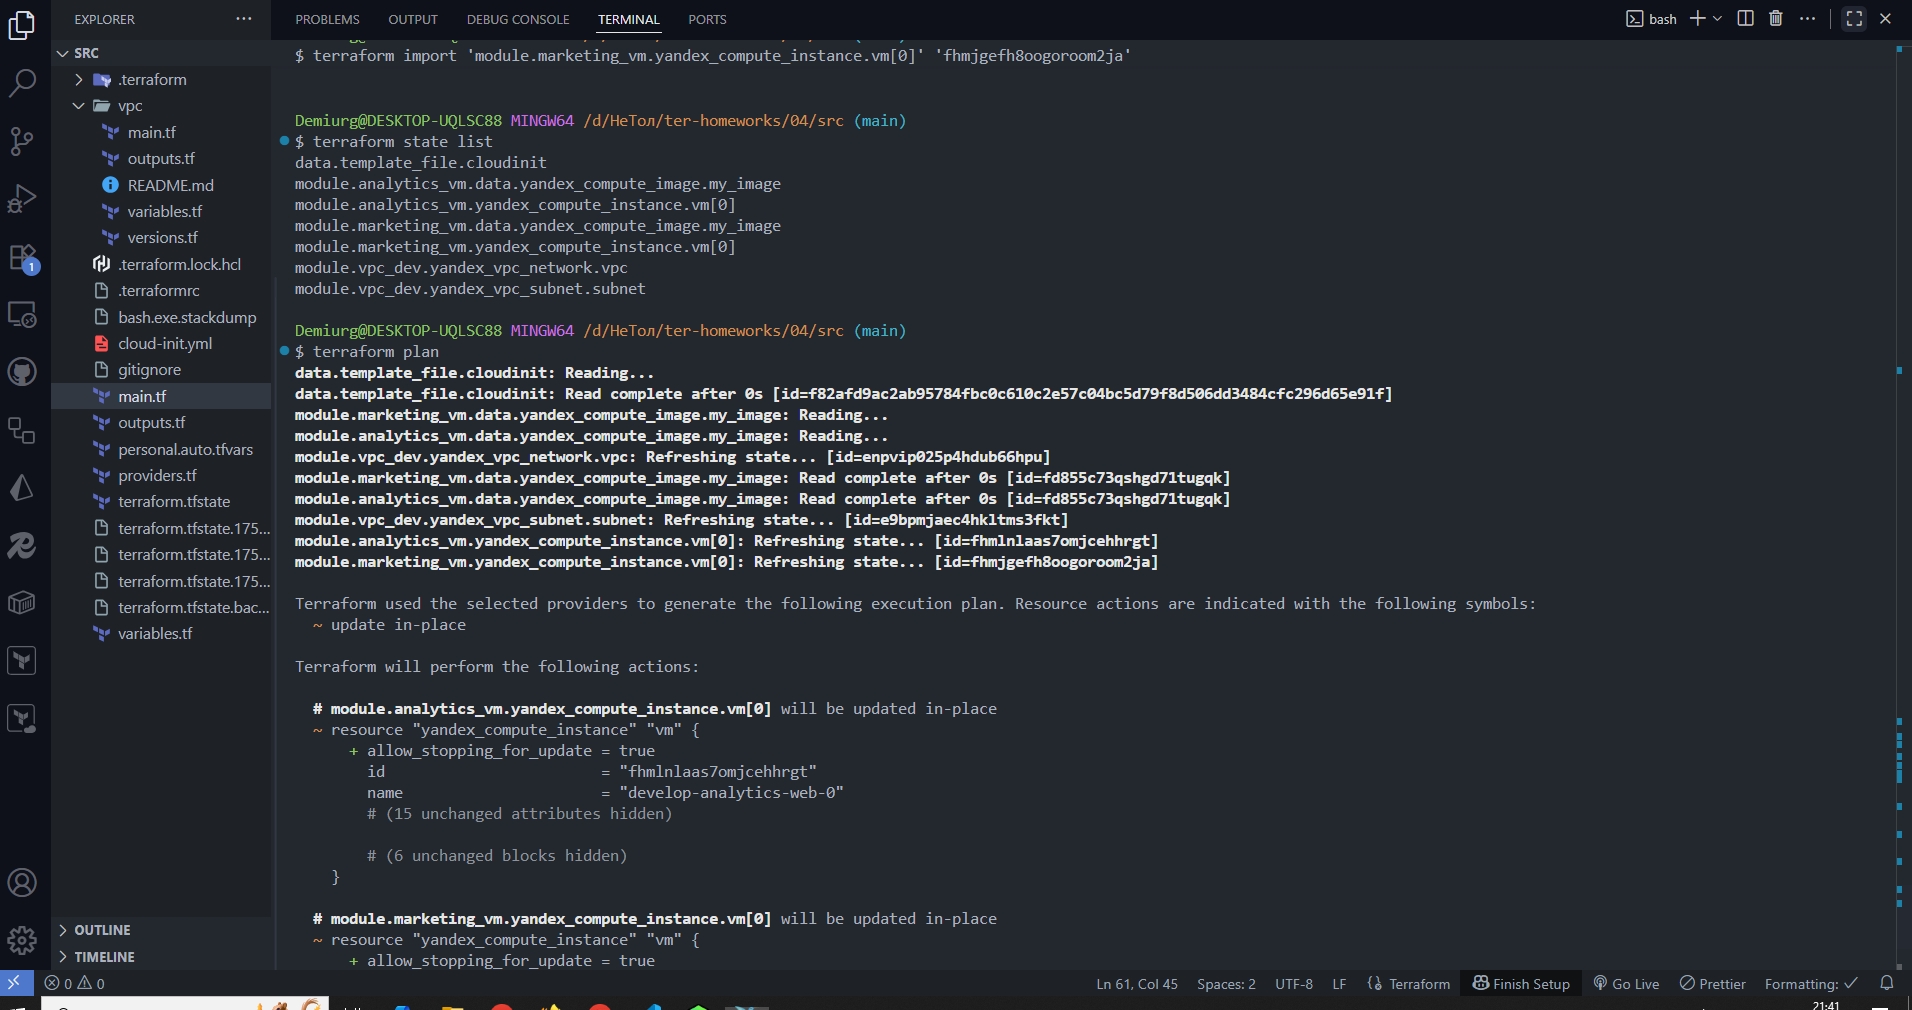 EXPLORER
SRC
.terraform
vpc
main.tf
outputs.tf
README.md
variables.tf
versions.tf
.terraform.lock.hcl
.terraformrc
bash.exe.stackdump
cloud-init.yml
gitignore
main.tf
outputs.tf
personal.auto.tfvars
providers.tf
terraform.tfstate
terraform.tfstate.175...
terraform.tfstate.175...
terraform.tfstate.175...
terraform.tfstate.bac...
variables.tf
OUTLINE
TIMELINE
1
PROBLEMS OUTPUT DEBUG CONSOLE TERMINAL PORTS
bash
$ terraform import 'module.marketing_vm.yandex_compute_instance.vm[0]' 'fhmjgefh8oogoroom2ja'
Demiurg@DESKTOP-UQLSC88 MINGW64 /d/НеТол/ter-homeworks/04/src (main)
$ terraform state list
data.template_file.cloudinit
module.analytics_vm.data.yandex_compute_image.my_image
module.analytics_vm.yandex_compute_instance.vm[0]
module.marketing_vm.data.yandex_compute_image.my_image
module.marketing_vm.yandex_compute_instance.vm[0]
module.vpc_dev.yandex_vpc_network.vpc
module.vpc_dev.yandex_vpc_subnet.subnet
Demiurg@DESKTOP-UQLSC88 MINGW64 /d/НеТол/ter-homeworks/04/src (main)
$ terraform plan
data.template_file.cloudinit: Reading...
data.template_file.cloudinit: Read complete after 0s [id=f82afd9ac2ab95784fbc0c610c2e57c04bc5d79f8d506dd3484cfc296d65e91f]
module.marketing_vm.data.yandex_compute_image.my_image: Reading...
module.analytics_vm.data.yandex_compute_image.my_image: Reading...
module.vpc_dev.yandex_vpc_network.vpc: Refreshing state... [id=enpvip025p4hdub66hpu]
module.marketing_vm.data.yandex_compute_image.my_image: Read complete after 0s [id=fd855c73qshgd71tugqk]
module.analytics_vm.data.yandex_compute_image.my_image: Read complete after 0s [id=fd855c73qshgd71tugqk]
module.vpc_dev.yandex_vpc_subnet.subnet: Refreshing state... [id=e9bpmjaec4hkltms3fkt]
module.analytics_vm.yandex_compute_instance.vm[0]: Refreshing state... [id=fhmlnlaas7omjcehhrgt]
module.marketing_vm.yandex_compute_instance.vm[0]: Refreshing state... [id=fhmjgefh8oogoroom2ja]
Terraform used the selected providers to generate the following execution plan. Resource actions are indicated with the following symbols:
~ update in-place
Terraform will perform the following actions:
# module.analytics_vm.yandex_compute_instance.vm[0] will be updated in-place
~ resource "yandex_compute_instance" "vm" {
+ allow_stopping_for_update = true
id = "fhmlnlaas7omjcehhrgt"
name = "develop-analytics-web-0"
# (15 unchanged attributes hidden)
# (6 unchanged blocks hidden)
}
# module.marketing_vm.yandex_compute_instance.vm[0] will be updated in-place
~ resource "yandex_compute_instance" "vm" {
+ allow_stopping_for_update = true
0 0
Ln 61, Col 45 Spaces: 2 UTF-8 LF Terraform Finish Setup Go Live Prettier Formatting: ✓
21:41